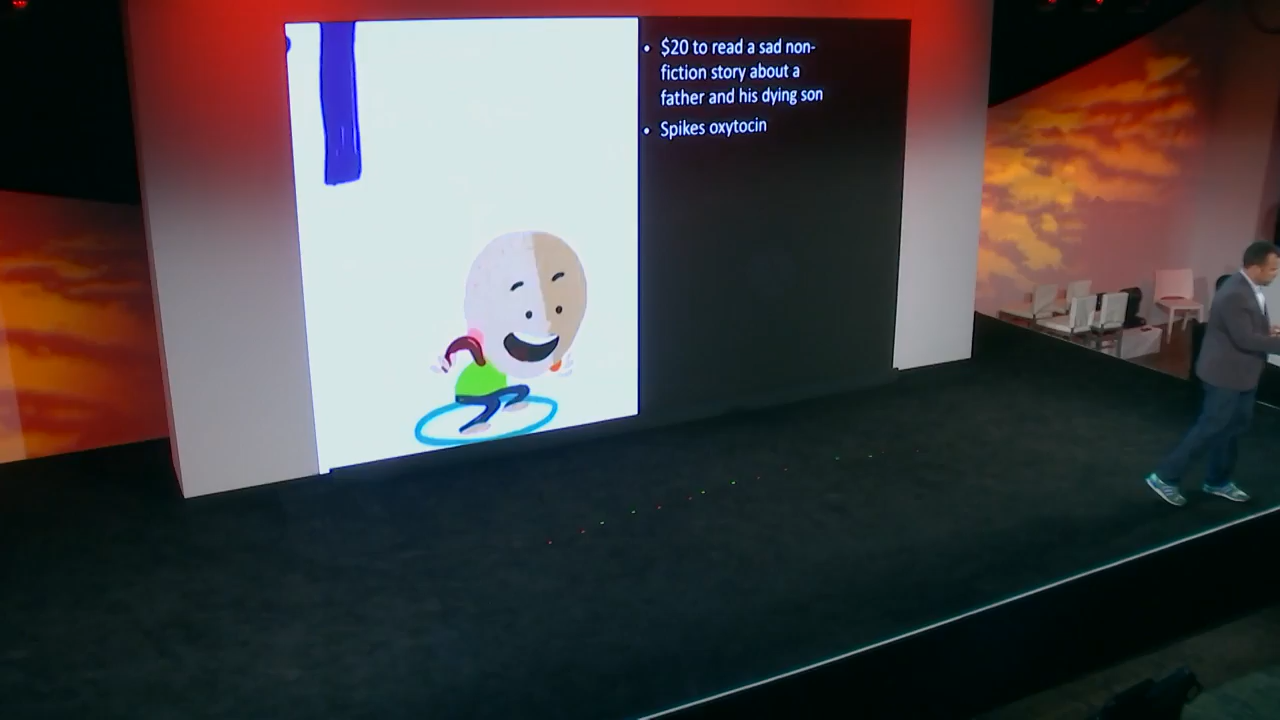 • $20 to read a sad non-
fiction story about a
father and his dying son
• Spikes oxytocin